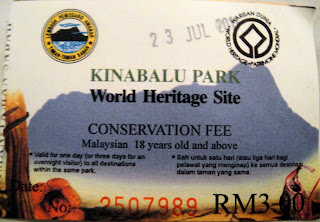 23 JUL 20
KINABALU PARK
World Heritage Site
CONSERVATION FEE
Malaysian 18 years old and above
* Valid for one day (or three days for an
overnight visitor) to all destinations
within the same park.
* Sah untuk satu hari (atau tiga hari bagi
pelawat yang menginap) ke semua destinasi
dalam taman yang sama.
Date:
No: 2507989 RM3.00